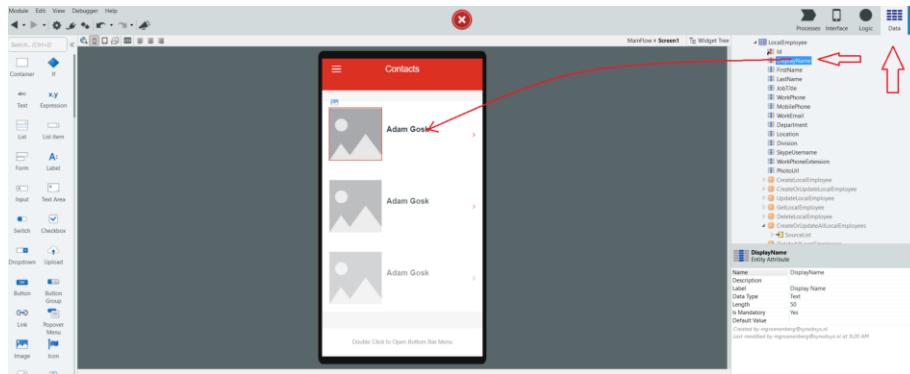 Module Edit View Debugger Help
Processes Interface Logic Data
MainFlow ▸ Screen1 Widget Tree
Container If
abc x.y
Text Expression
List List Item
A:
Form Label
Input Text Area
Switch Checkbox
Dropdown Upload
Button Button Group
Link Popover Menu
Image Icon
Contacts
Adam Gosk
Adam Gosk
Adam Gosk
Double Click to Open Bottom Bar Menu
LocalEmployee
Id
DisplayName
FirstName
LastName
JobTitle
WorkPhone
MobilePhone
WorkEmail
Department
Location
Division
SkypeUsername
WorkPhoneExtension
PhotoUrl
CreateLocalEmployee
CreateOrUpdateLocalEmployee
UpdateLocalEmployee
GetLocalEmployee
DeleteLocalEmployee
CreateOrUpdateAllLocalEmployees
SourceList
DisplayName
Entity Attribute
Name DisplayName
Description
Label Display Name
Data Type Text
Length 50
Is Mandatory Yes
Default Value